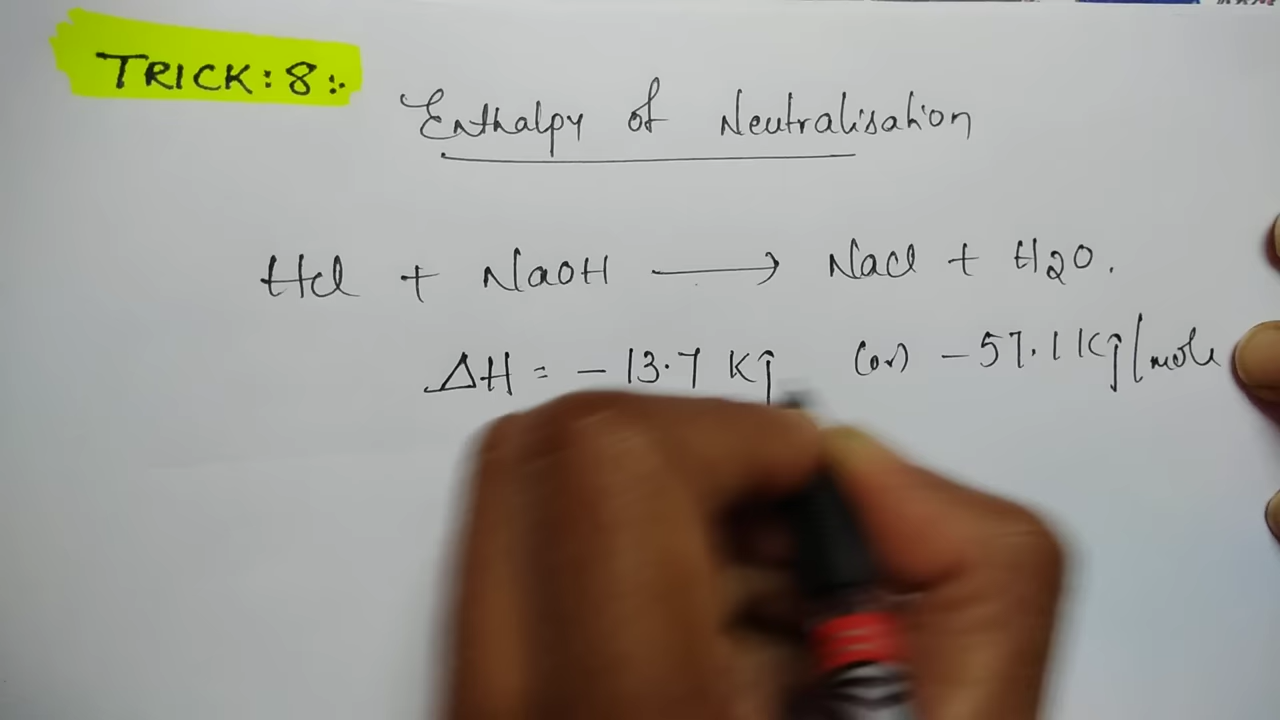 TRICK: 8:-
Enthalpy of Neutralisation
Hcl + NaOH → Nacl + H2O.
ΔH = -13.7 Kj (or) -57.1 Kj/mole